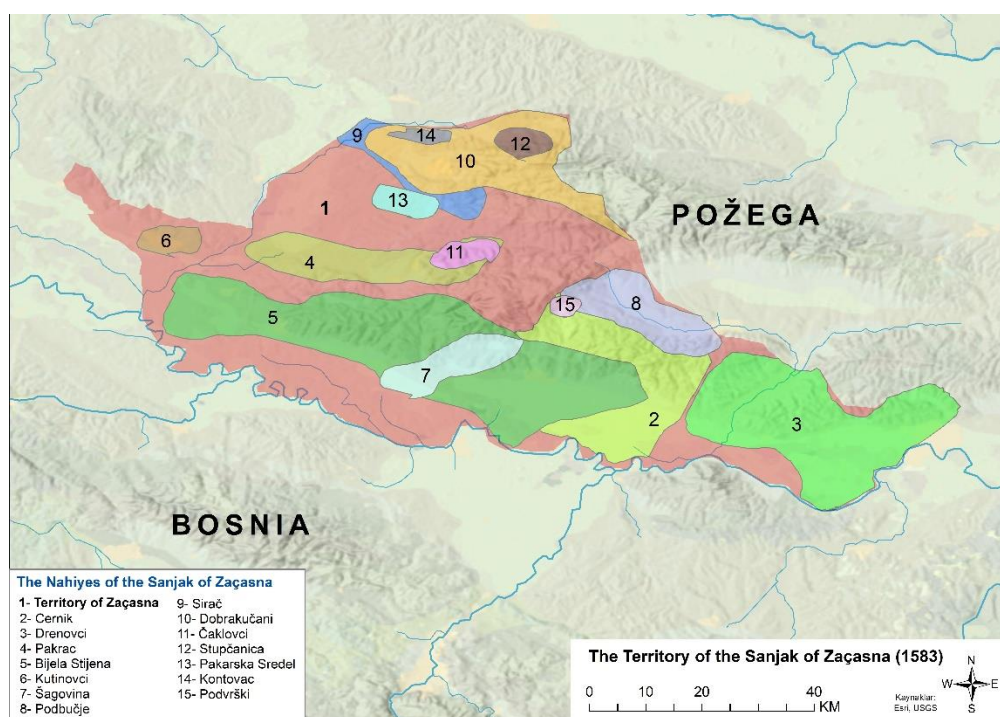 9
14
12
10
13
1
POŽEGA
6
11
4
8
15
5
7
2
3
BOSNIA
The Nahiyes of the Sanjak of Zaçasna
1- Territory of Zaçasna
2- Cernik
3- Drenovci
4- Pakrac
5- Bijela Stijena
6- Kutinovci
7- Šagovina
8- Podbučje
9- Sirač
10- Dobrakučani
11- Čaklovci
12- Stupčanica
13- Pakarska Sredel
14- Kontovac
15- Podvrški
The Territory of the Sanjak of Zaçasna (1583)
0 10 20 40
KM
Kaynaklar:
Esri, USGS
N
W E
S